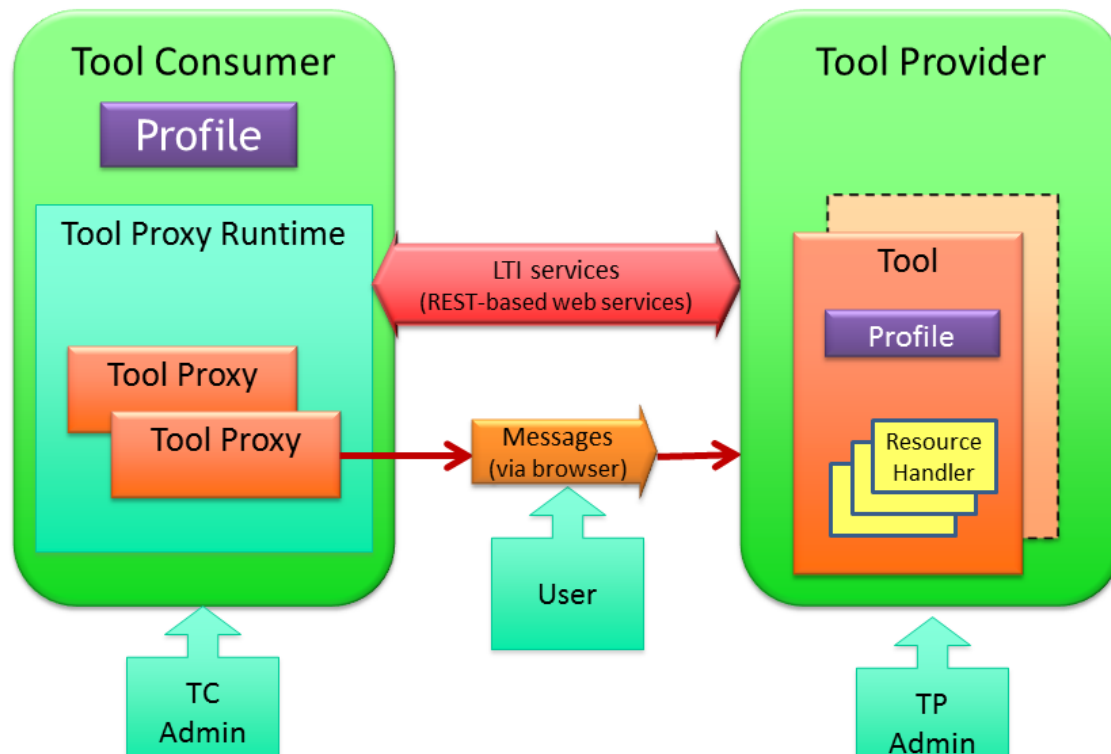 Tool Consumer
Profile
Tool Proxy Runtime
Tool Proxy
Tool Proxy
LTI services
(REST-based web services)
Messages
(via browser)
User
Tool Provider
Tool
Profile
Resource
Handler
TC
Admin
TP
Admin